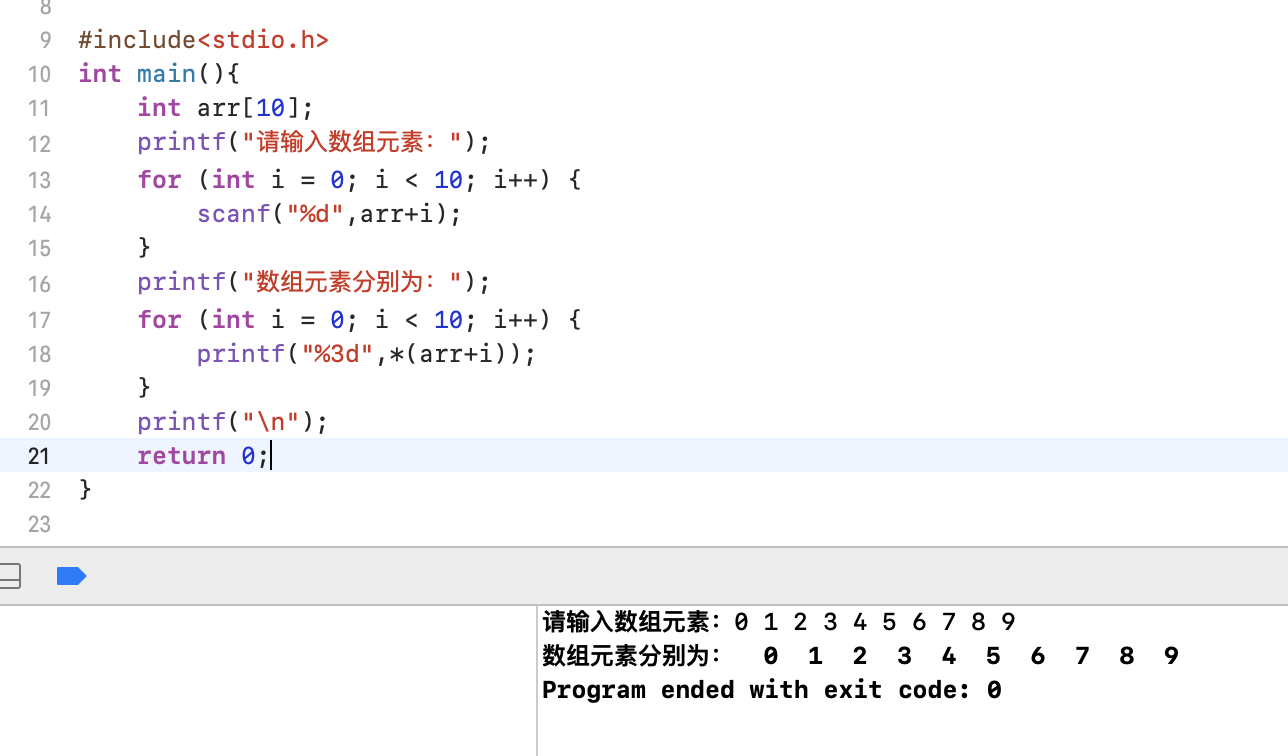 8
9 #include<stdio.h>
10 int main(){
11     int arr[10];
12     printf("请输入数组元素：");
13     for (int i = 0; i < 10; i++) {
14         scanf("%d",arr+i);
15     }
16     printf("数组元素分别为：");
17     for (int i = 0; i < 10; i++) {
18         printf("%3d",*(arr+i));
19     }
20     printf("\n");
21     return 0;
22 }
23
请输入数组元素：0 1 2 3 4 5 6 7 8 9
数组元素分别为：  0  1  2  3  4  5  6  7  8  9
Program ended with exit code: 0